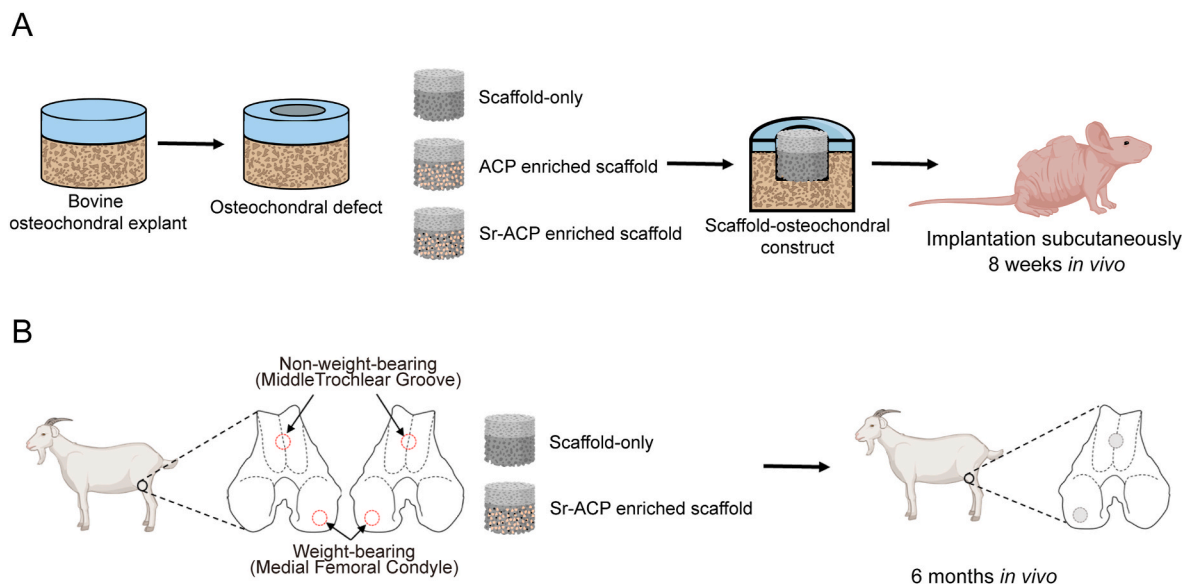 A
Bovine
osteochondral explant
Osteochondral defect
Scaffold-only
ACP enriched scaffold
Sr-ACP enriched scaffold
Scaffold-osteochondral
construct
Implantation subcutaneously
8 weeks in vivo
B
Non-weight-bearing
(MiddleTrochlear Groove)
Weight-bearing
(Medial Femoral Condyle)
Scaffold-only
Sr-ACP enriched scaffold
6 months in vivo